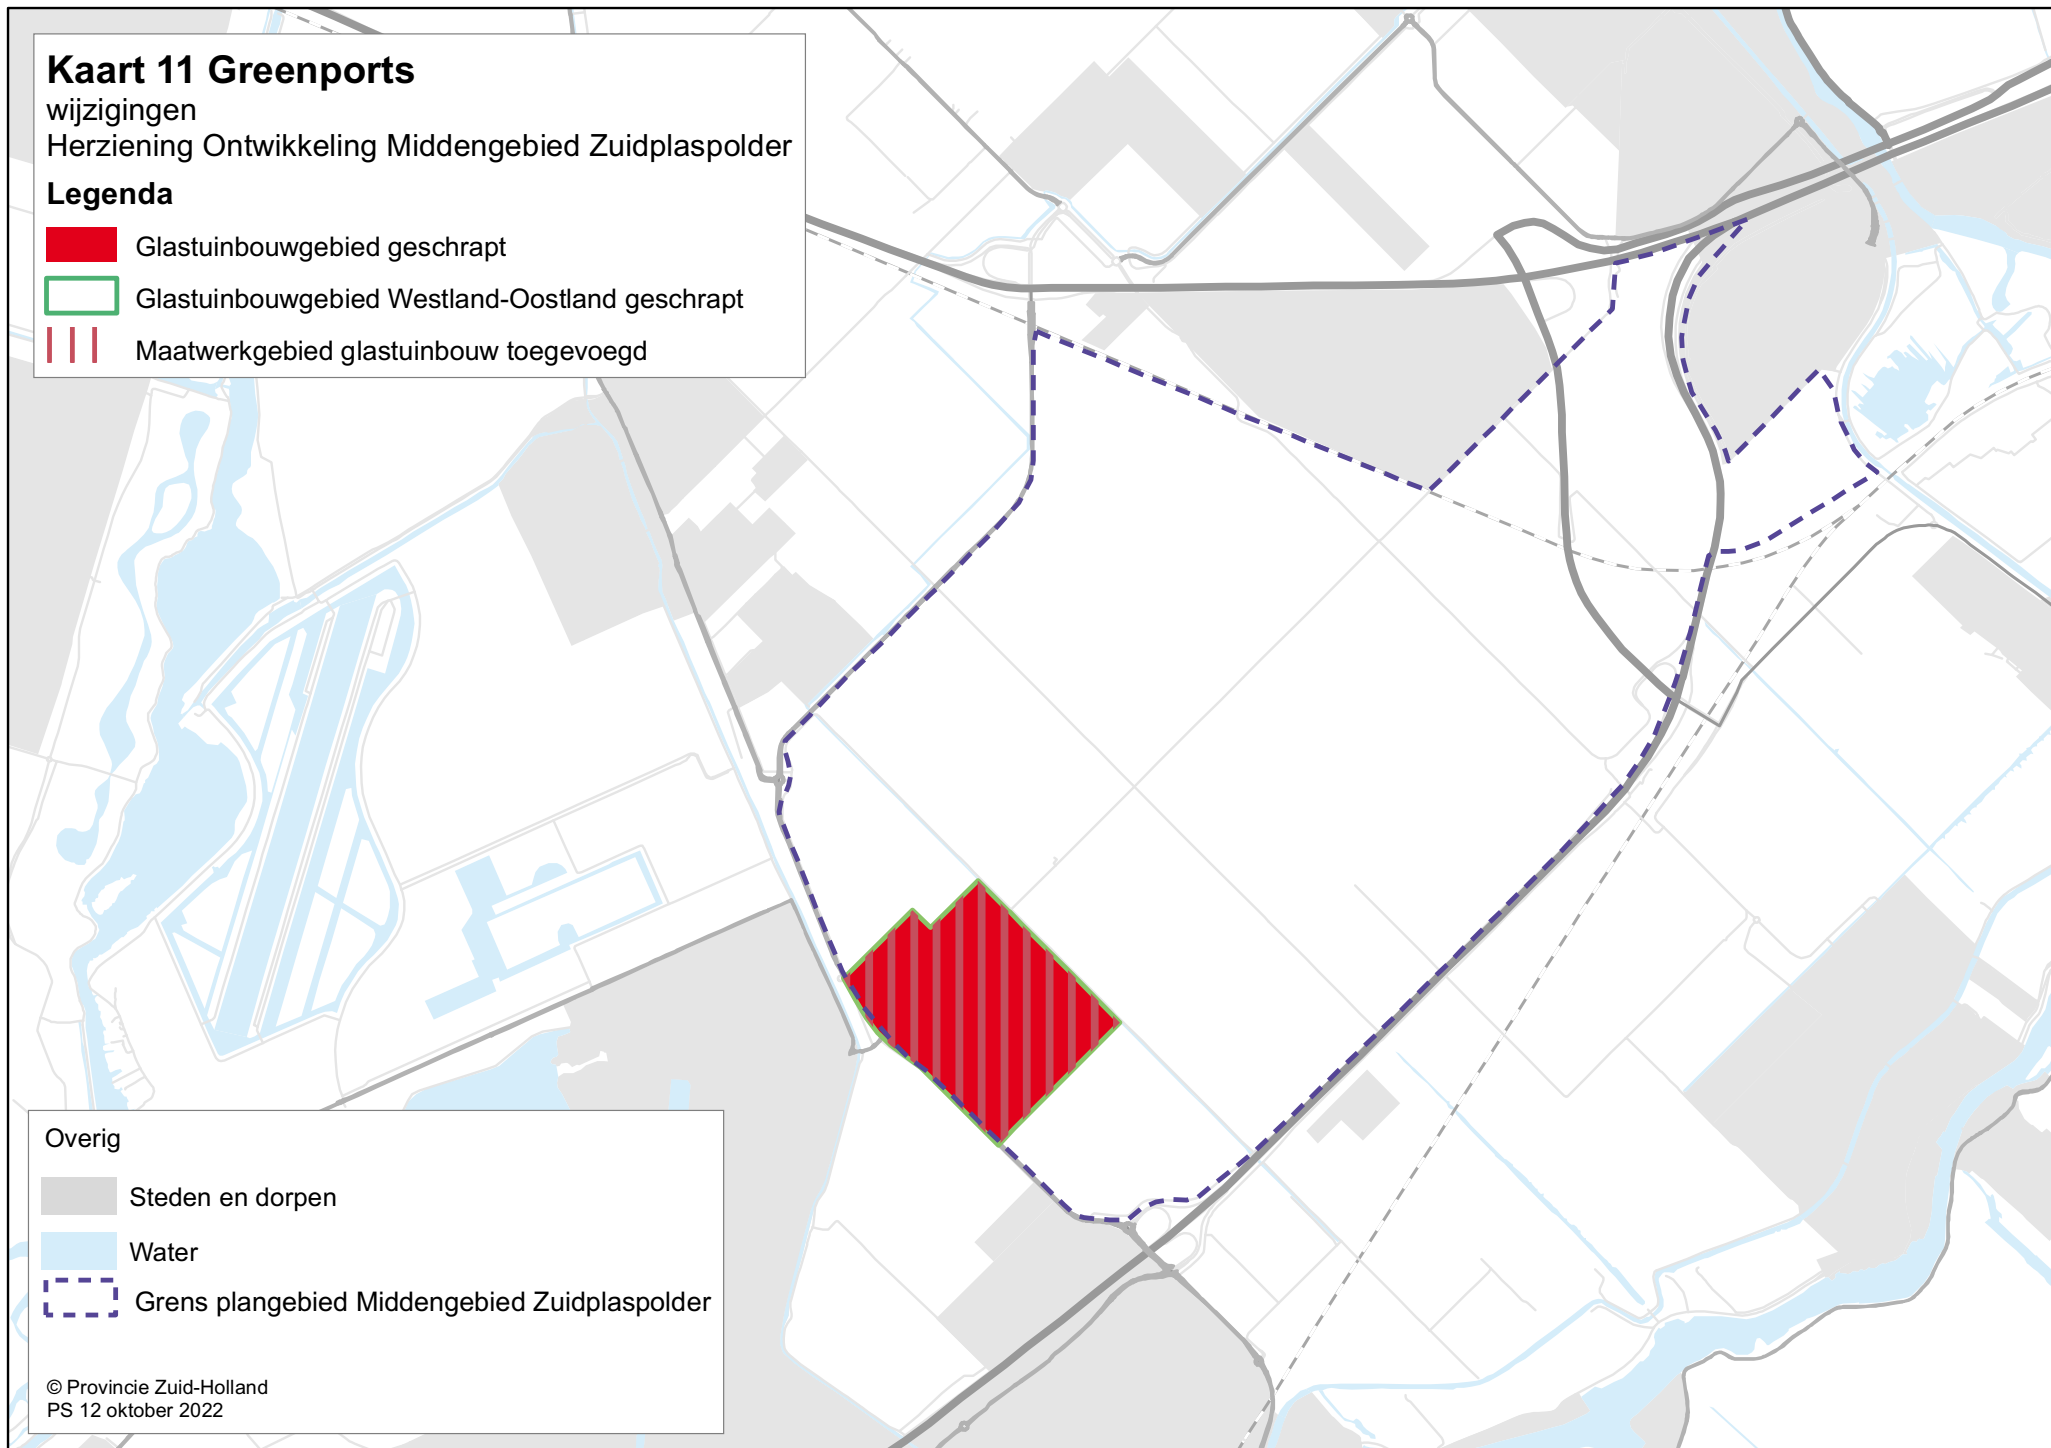 Kaart 11 Greenports
wijzigingen
Herziening Ontwikkeling Middengebied Zuidplaspolder
Legenda
Glastuinbouwgebied geschrapt
Glastuinbouwgebied Westland-Oostland geschrapt
Maatwerkgebied glastuinbouw toegevoegd
Overig
Steden en dorpen
Water
Grens plangebied Middengebied Zuidplaspolder
© Provincie Zuid-Holland
PS 12 oktober 2022